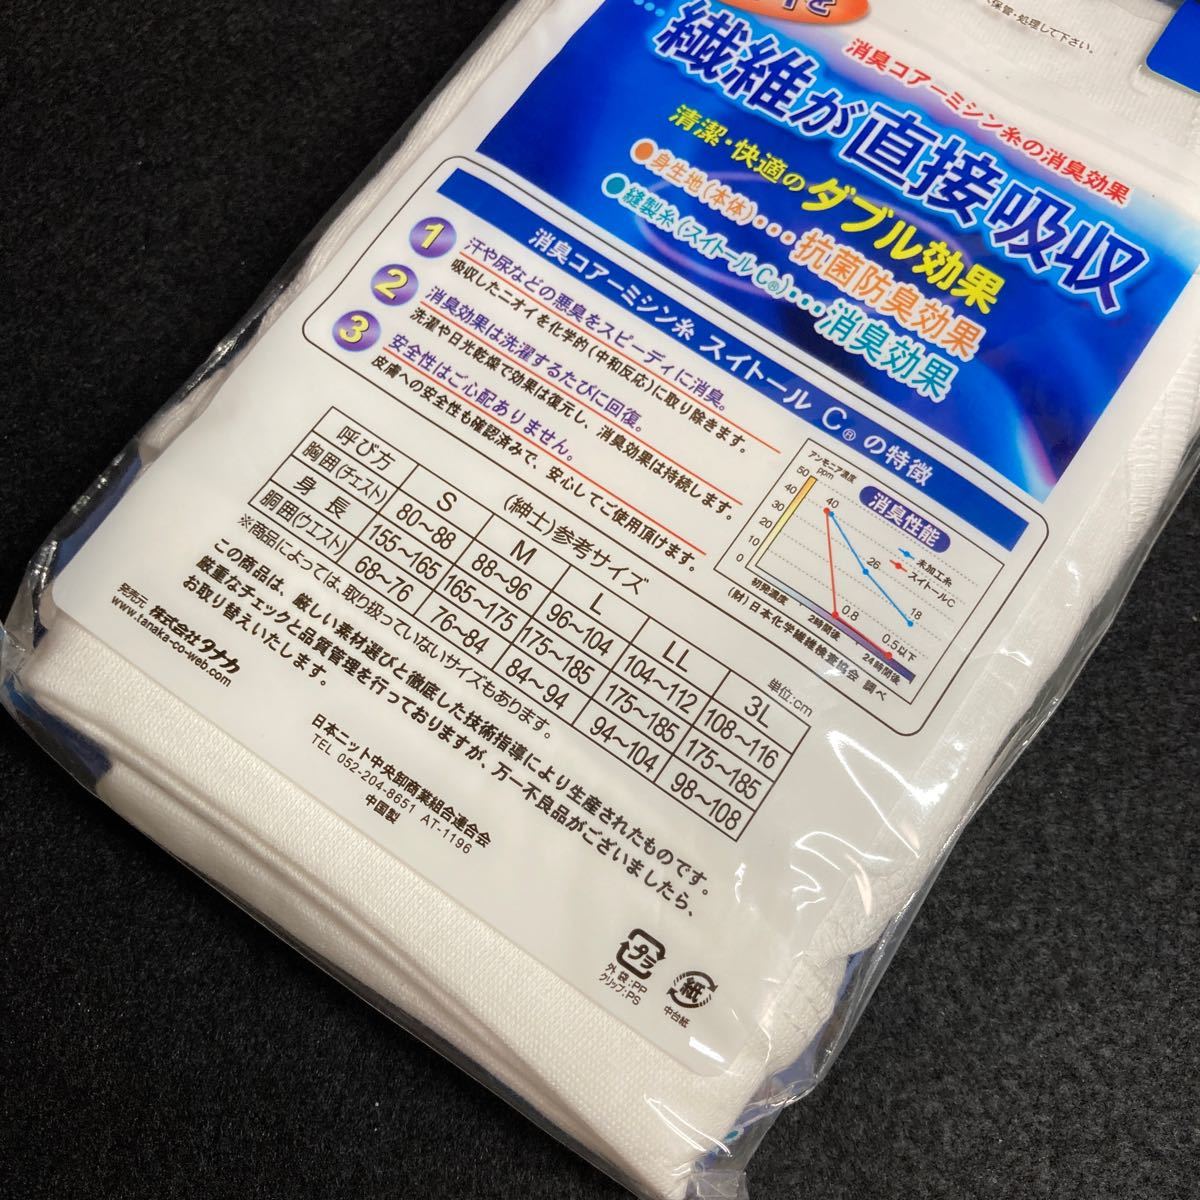 保管・処理して下さい。
消臭コアーミシン糸の消臭効果
繊維が直接吸収
清潔・快適のダブル効果
●身生地(本体)・・・抗菌防臭効果
●縫製糸(スイトールC®)・・・消臭効果
消臭コアーミシン糸 スイトール C® の特徴
1 汗や尿などの悪臭をスピーディに消臭。
吸収したニオイを化学的(中和反応)に取り除きます。
2 消臭効果は洗濯するたびに回復。
洗濯や日光乾燥で効果は復元し、消臭効果は持続します。
3 安全性はご心配ありません。
皮膚への安全性も確認済みで、安心してご使用頂けます。
アンモニア濃度
ppm
消臭性能
50
40
30
20
10
0
40
26
18
0.8
0.5以下
未加工糸
スイトールC
初発濃度 2時間後 24時間後
(財)日本化学繊維検査協会 調べ
(紳士)参考サイズ 単位:cm
呼び方 S M L LL 3L
胸囲(チェスト) 80〜88 88〜96 96〜104 104〜112 108〜116
身長 155〜165 165〜175 175〜185 175〜185 175〜185
胴囲(ウエスト) 68〜76 76〜84 84〜94 94〜104 98〜108
※商品によっては取り扱っていないサイズもあります。
この商品は、厳しい素材選びと徹底した技術指導により生産されたものです。
厳重なチェックと品質管理を行っておりますが、万一不良品がございましたら、
お取り替えいたします。
発売元 株式会社タナカ
www.tanaka-co-web.com
日本ニット中央卸商業組合連合会
TEL 052-204-8651 AT-1196
中国製
プラ
外袋:PP
クリップ:PS
紙
中台紙